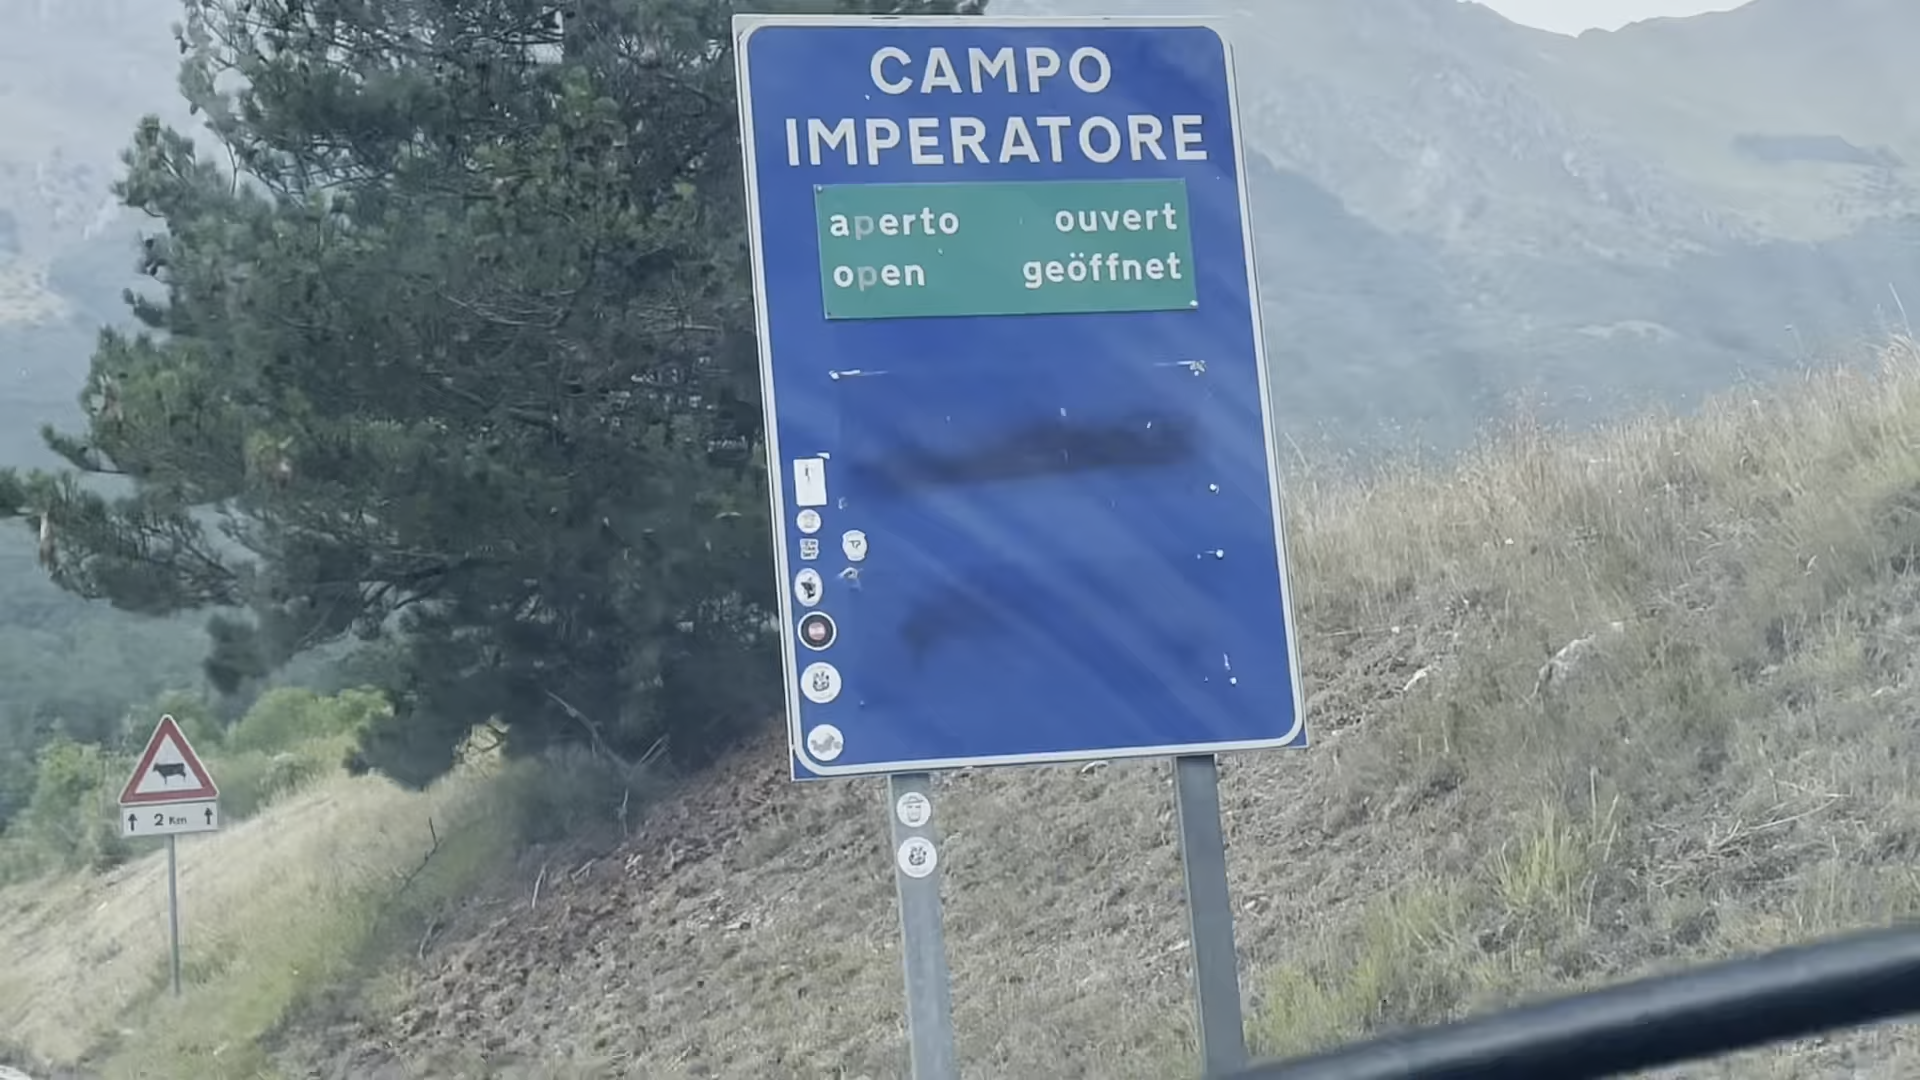 CAMPO
IMPERATORE
aperto ouvert
open geöffnet
2 Km